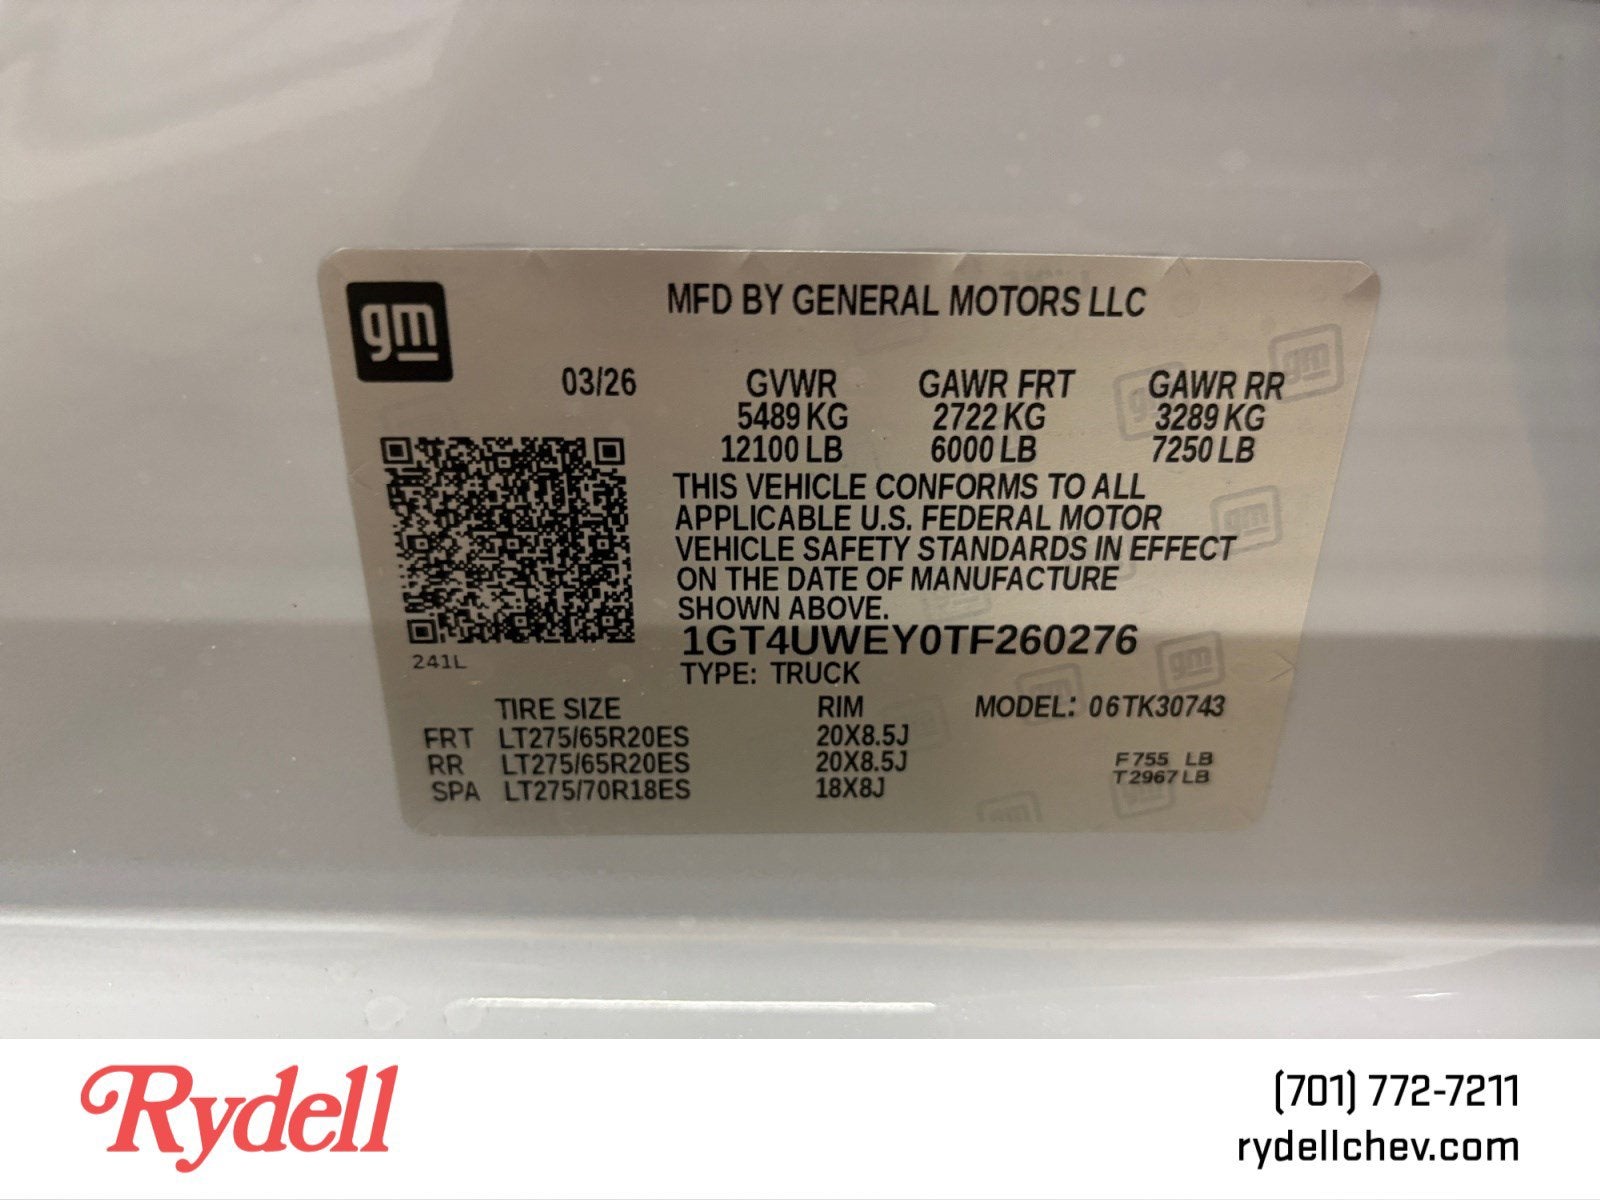 gm
MFD BY GENERAL MOTORS LLC
03/26 GVWR GAWR FRT GAWR RR
5489 KG 2722 KG 3289 KG
12100 LB 6000 LB 7250 LB
THIS VEHICLE CONFORMS TO ALL
APPLICABLE U.S. FEDERAL MOTOR
VEHICLE SAFETY STANDARDS IN EFFECT
ON THE DATE OF MANUFACTURE
SHOWN ABOVE.
1GT4UWEY0TF260276
241L
TYPE: TRUCK
TIRE SIZE RIM MODEL: 06TK30743
FRT LT275/65R20ES 20X8.5J
RR LT275/65R20ES 20X8.5J
SPA LT275/70R18ES 18X8J
F755 LB
T2967 LB
Rydell
(701) 772-7211
rydellchev.com